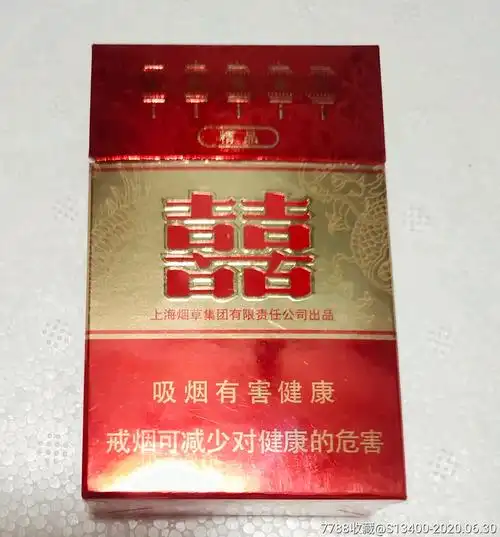 精品
囍
上海烟草集团有限责任公司出品
吸烟有害健康
戒烟可减少对健康的危害
7788收藏@S13400-2020.06.30